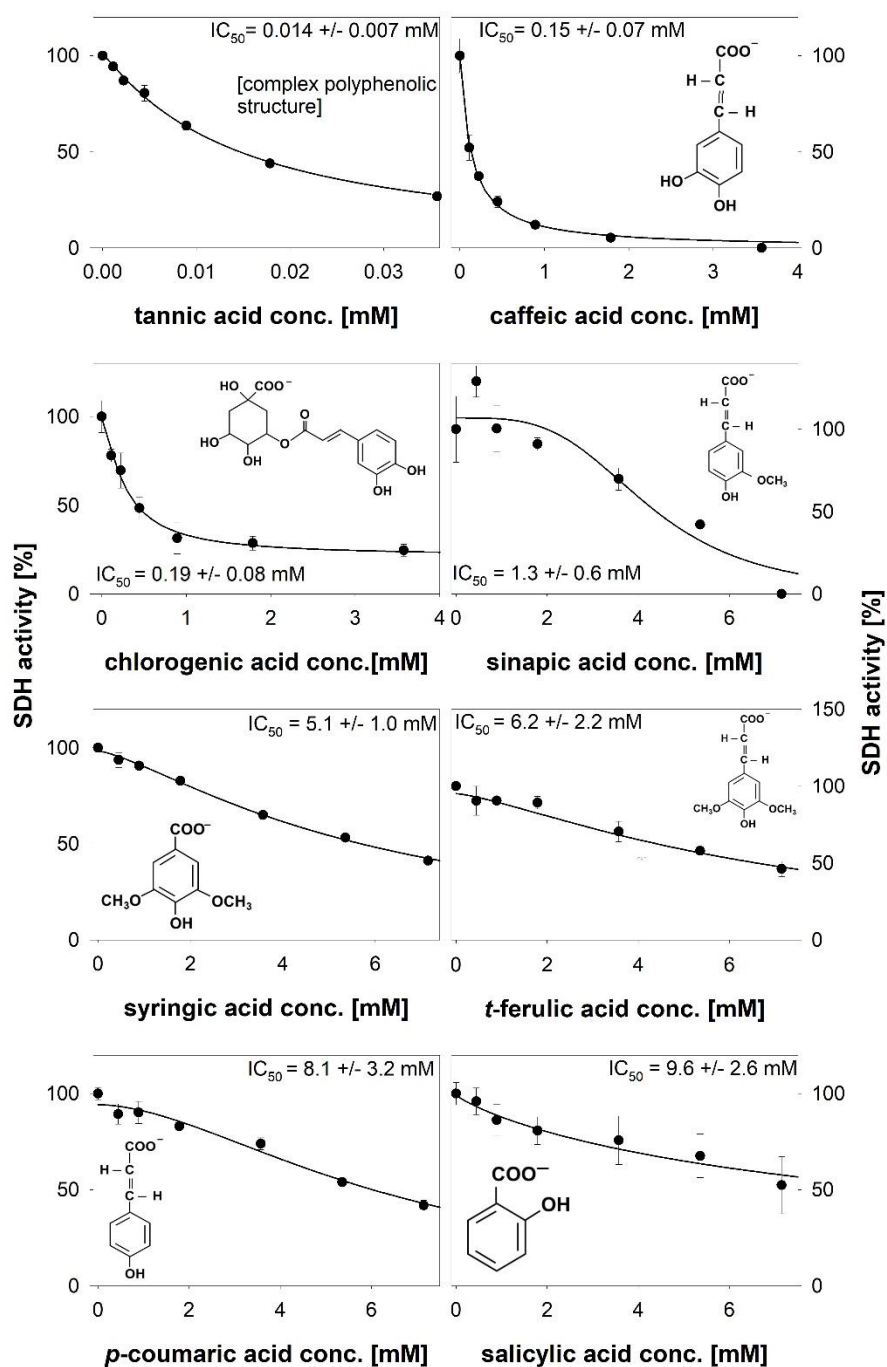 IC50= 0.014 +/- 0.007 mM
[complex polyphenolic
structure]
100
50
0
0.00
0.01
0.02
0.03
tannic acid conc. [mM]
IC50 = 0.15 +/- 0.07 mM
COO−
H – C
C – H
HO
OH
100
50
0
0
1
2
3
4
caffeic acid conc. [mM]
HO
COO−
HO
OH
O
O
OH
OH
100
50
0
IC50 = 0.19 +/- 0.08 mM
0
1
2
3
4
chlorogenic acid conc.[mM]
COO−
H – C
C – H
OCH3
OH
100
50
0
IC50 = 1.3 +/- 0.6 mM
0
2
4
6
sinapic acid conc. [mM]
SDH activity [%]
SDH activity [%]
IC50 = 5.1 +/- 1.0 mM
100
50
0
COO−
CH3O
OCH3
OH
0
2
4
6
syringic acid conc. [mM]
IC50 = 6.2 +/- 2.2 mM
COO−
H – C
C – H
OCH3
OCH3
OH
150
100
50
0
0
2
4
6
t-ferulic acid conc. [mM]
IC50 = 8.1 +/- 3.2 mM
100
50
0
COO−
H – C
C – H
OH
0
2
4
6
p-coumaric acid conc. [mM]
IC50 = 9.6 +/- 2.6 mM
COO−
OH
100
50
0
0
2
4
6
salicylic acid conc. [mM]